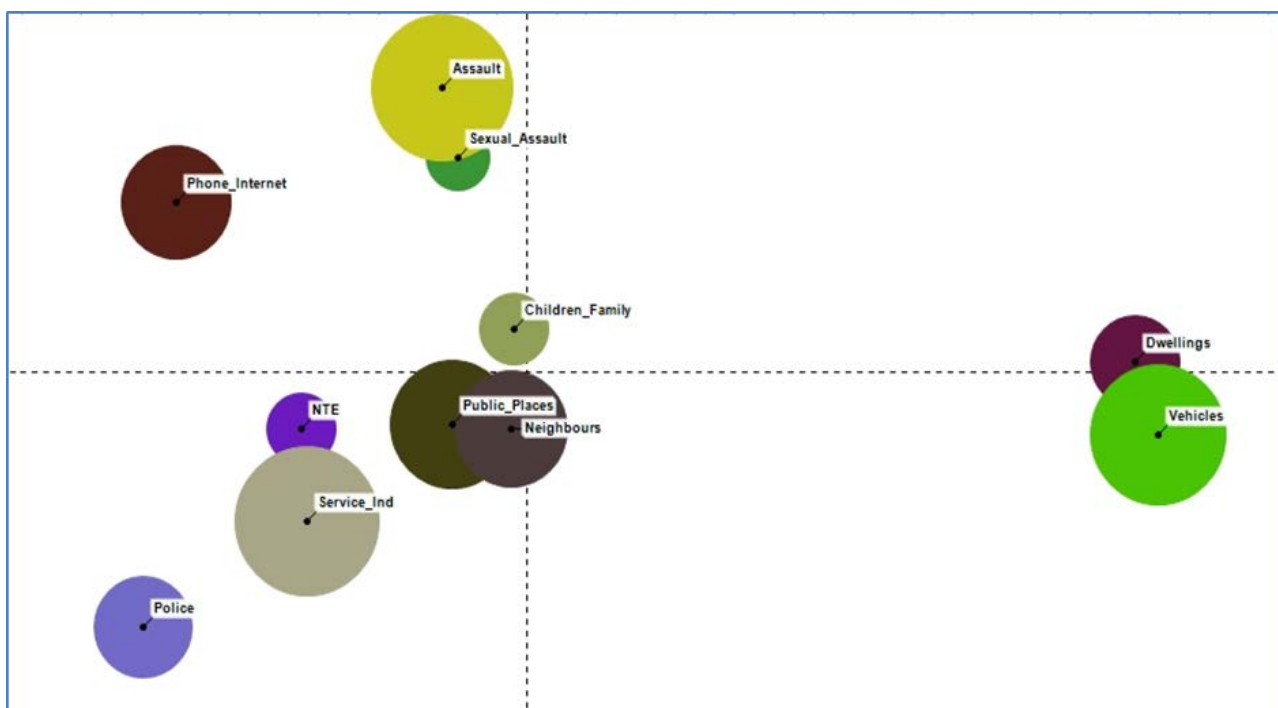 Assault
Sexual_Assault
Phone_Internet
Children_Family
Dwellings
NTE
Public_Places
Vehicles
Neighbours
Service_Ind
Police